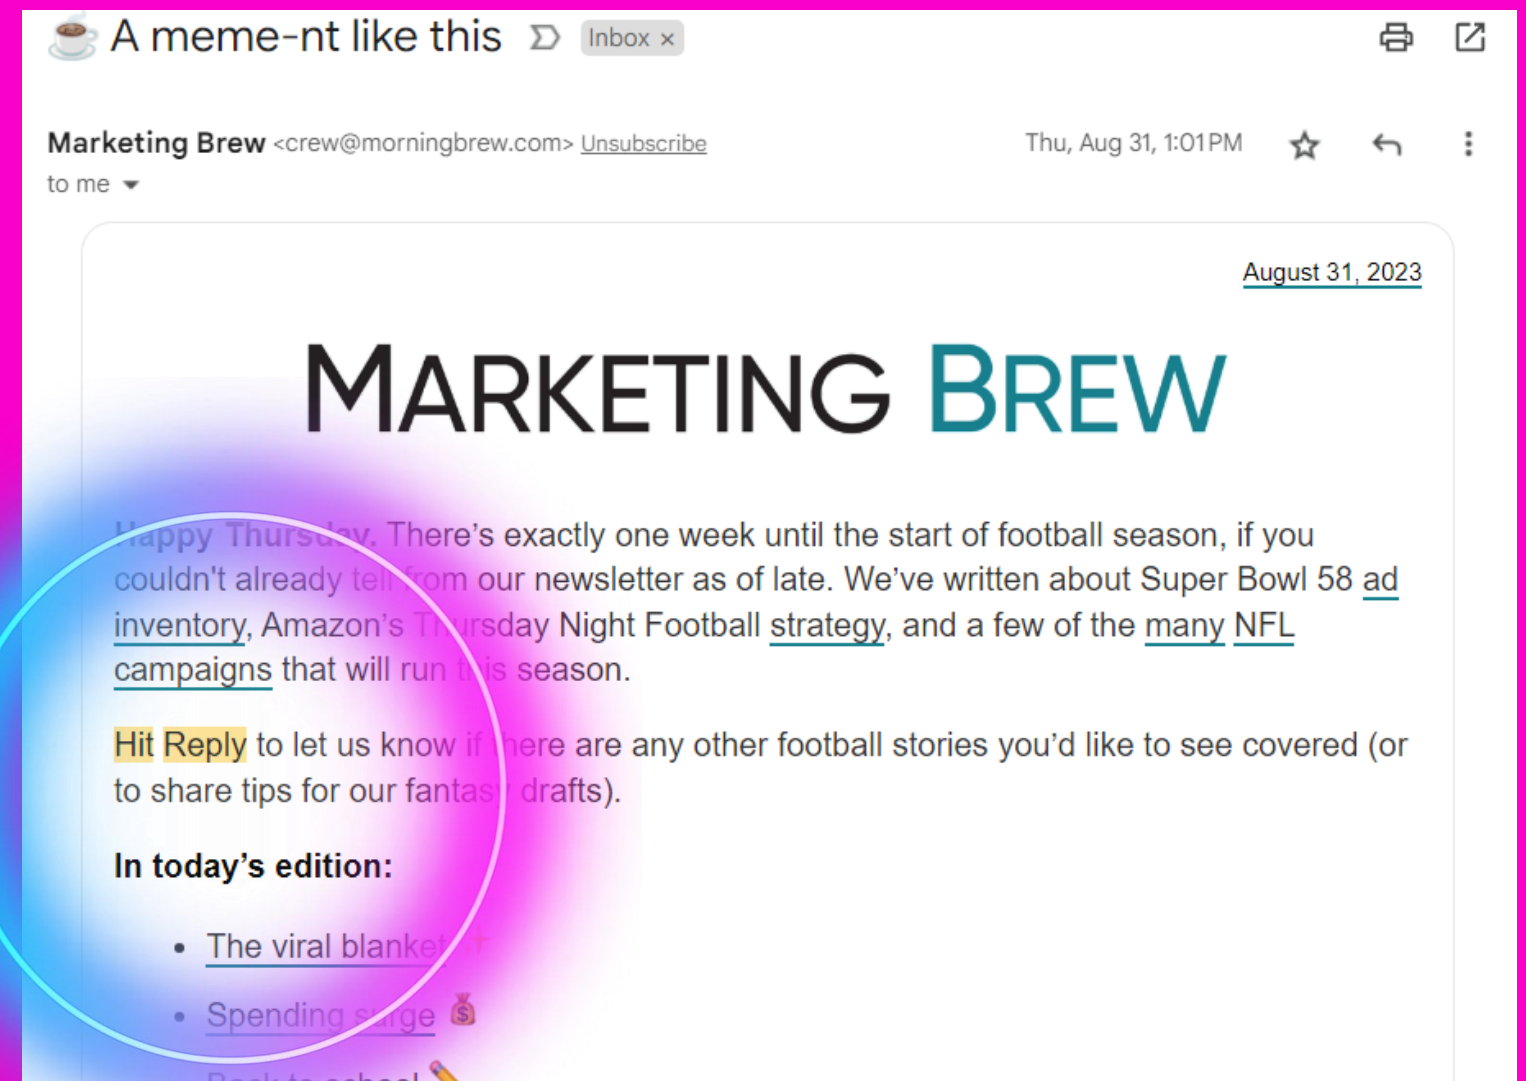 A meme-nt like this Inbox ×
Marketing Brew <crew@morningbrew.com> Unsubscribe Thu, Aug 31, 1:01 PM
to me
August 31, 2023
MARKETING BREW
Happy Thursday. There's exactly one week until the start of football season, if you
couldn't already tell from our newsletter as of late. We've written about Super Bowl 58 ad
inventory, Amazon's Thursday Night Football strategy, and a few of the many NFL
campaigns that will run this season.
Hit Reply to let us know if there are any other football stories you'd like to see covered (or
to share tips for our fantasy drafts).
In today's edition:
• The viral blanket
• Spending surge
Back to school